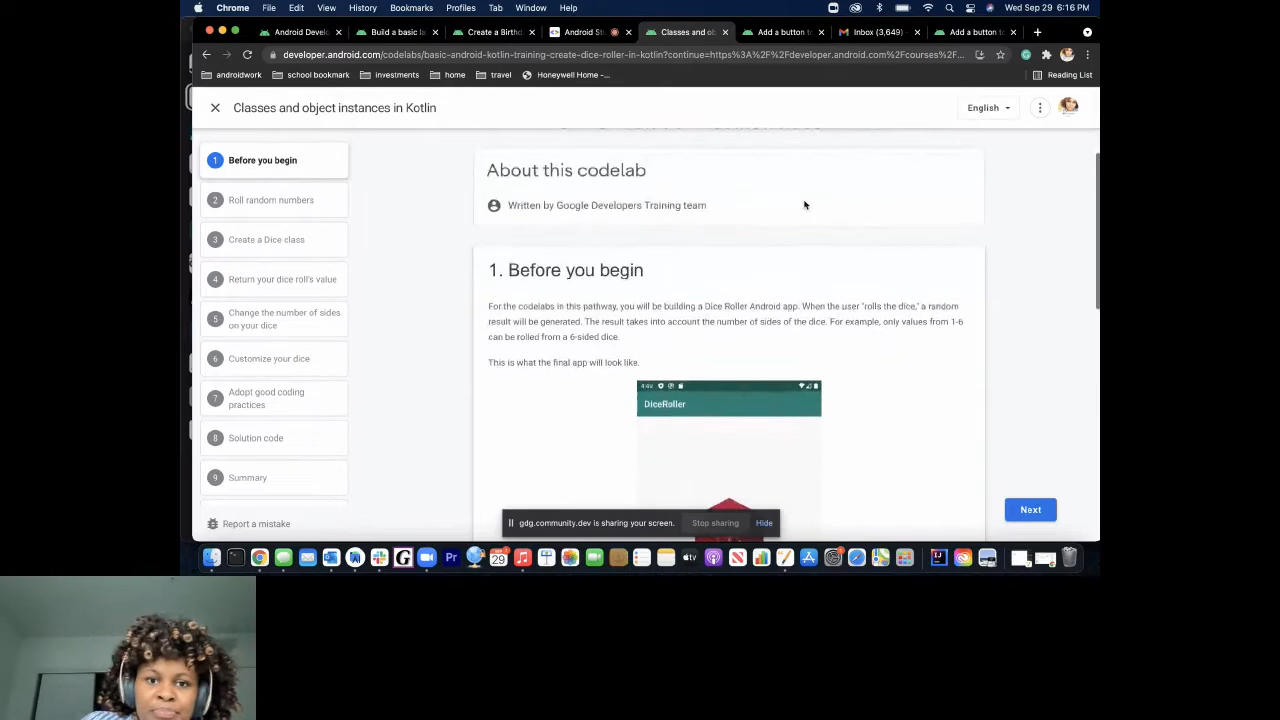 Chrome File Edit View History Bookmarks Profiles Tab Window Help
Wed Sep 29 6:16 PM
Android Develo
Build a basic la
Create a Birthd
Android Stu
Classes and ob
Add a button to
Inbox (3,649) -
Add a button to
developer.android.com/codelabs/basic-android-kotlin-training-create-dice-roller-in-kotlin?continue=https%3A%2F%2Fdeveloper.android.com%2Fcourses%2F...
androidwork
school bookmark
investments
home
travel
Honeywell Home -...
Reading List
Classes and object instances in Kotlin
English
1 Before you begin
2 Roll random numbers
3 Create a Dice class
4 Return your dice roll's value
5 Change the number of sides
on your dice
6 Customize your dice
7 Adopt good coding
practices
8 Solution code
9 Summary
Report a mistake
About this codelab
Written by Google Developers Training team
1. Before you begin
For the codelabs in this pathway, you will be building a Dice Roller Android app. When the user "rolls the dice," a random
result will be generated. The result takes into account the number of sides of the dice. For example, only values from 1-6
can be rolled from a 6-sided dice.
This is what the final app will look like.
DiceRoller
Next
gdg.community.dev is sharing your screen.
Stop sharing
Hide